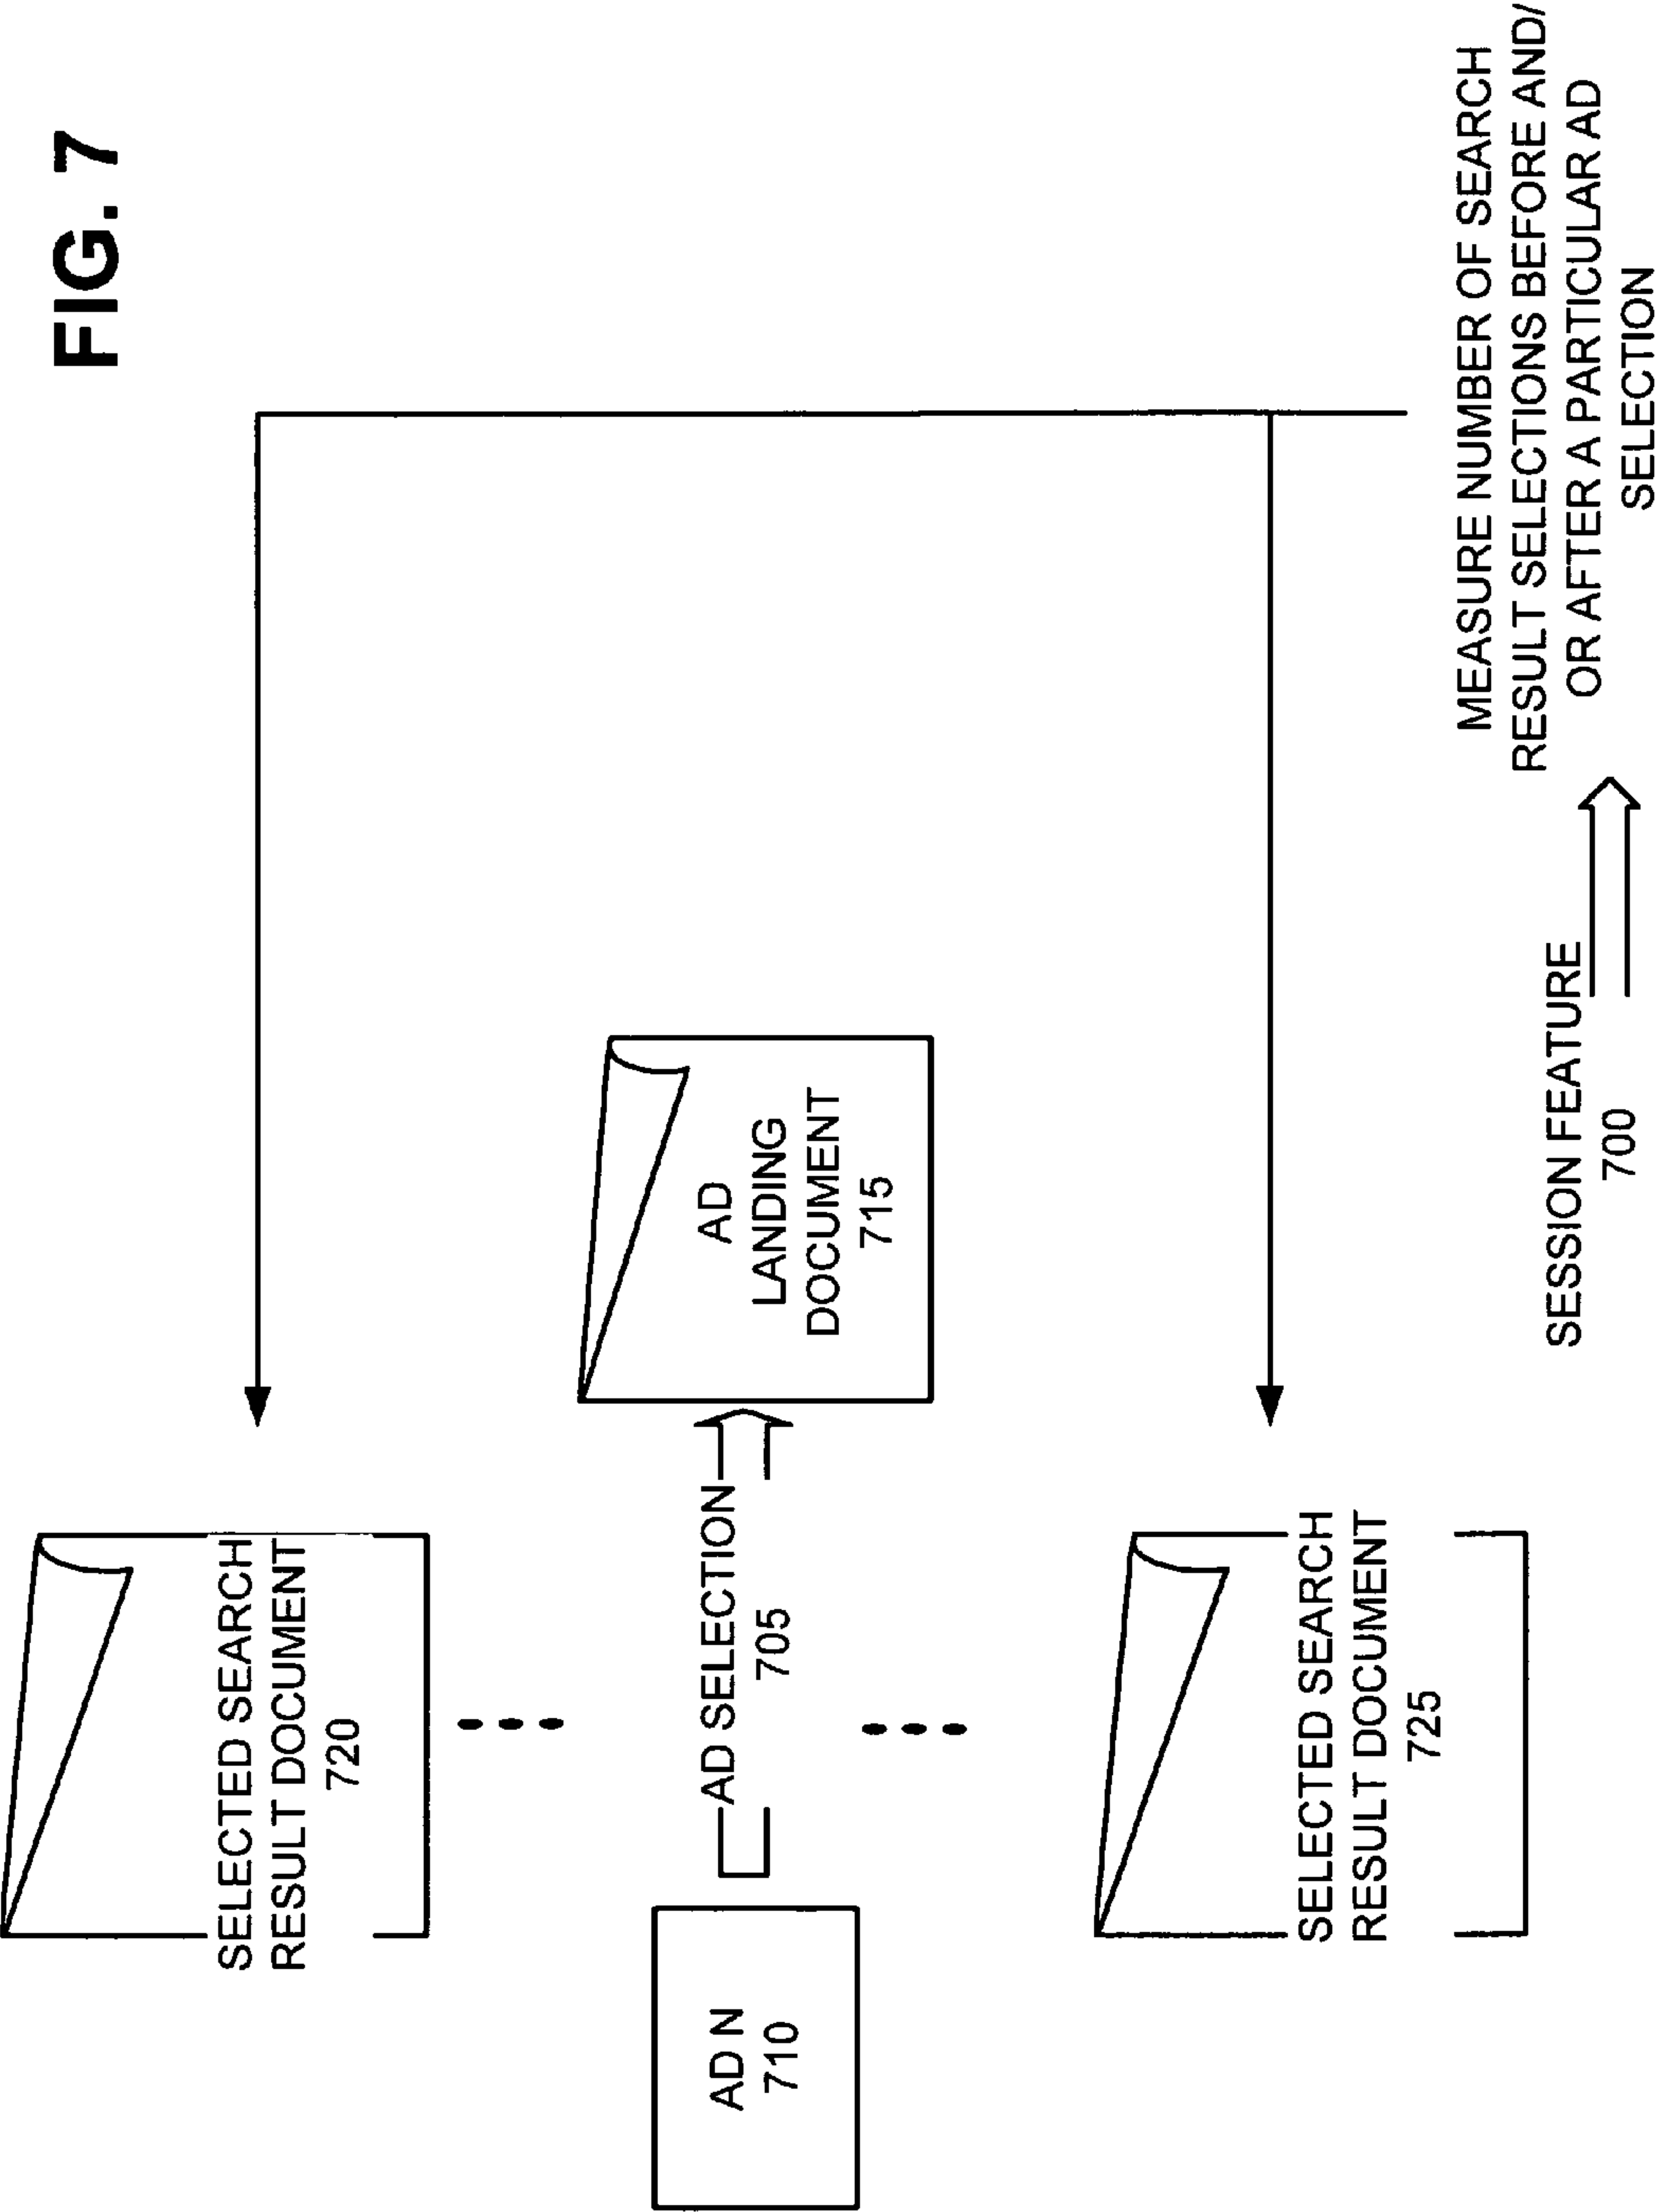 FIG. 7
SELECTED SEARCH
RESULT DOCUMENT
720
AD N
710
AD SELECTION
705
AD
LANDING
DOCUMENT
715
SELECTED SEARCH
RESULT DOCUMENT
725
SESSION FEATURE
700
MEASURE NUMBER OF SEARCH
RESULT SELECTIONS BEFORE AND/
OR AFTER A PARTICULAR AD
SELECTION